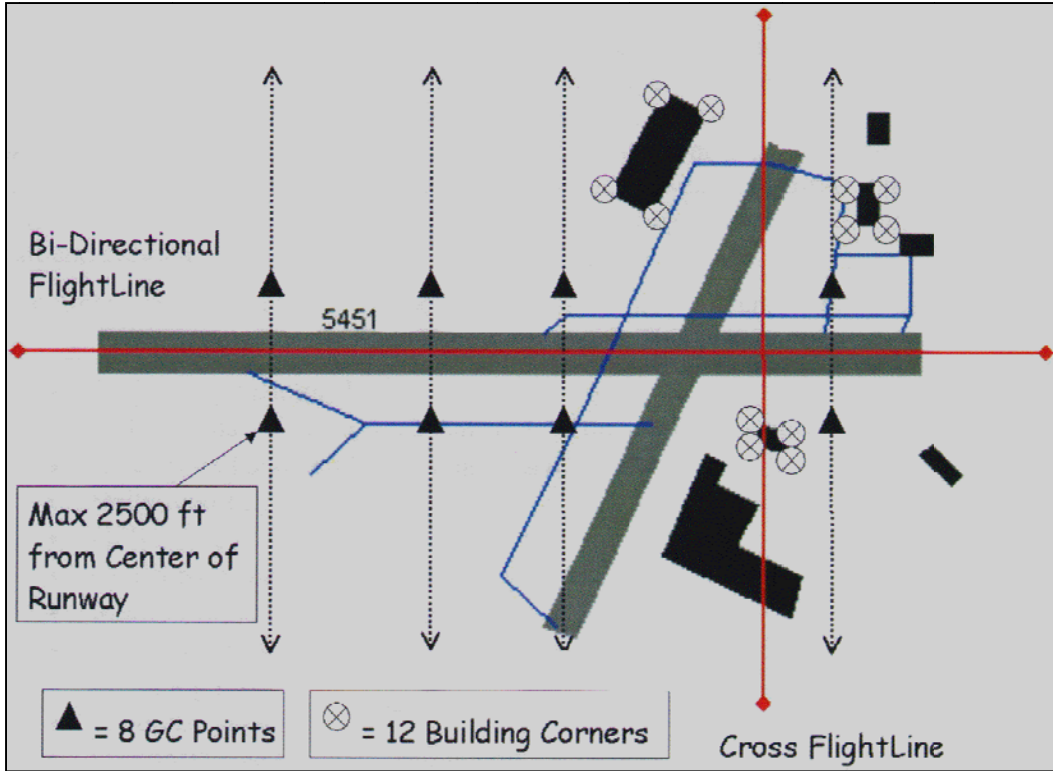 Bi-Directional
FlightLine
5451
Max 2500 ft
from Center of
Runway
= 8 GC Points
= 12 Building Corners
Cross FlightLine